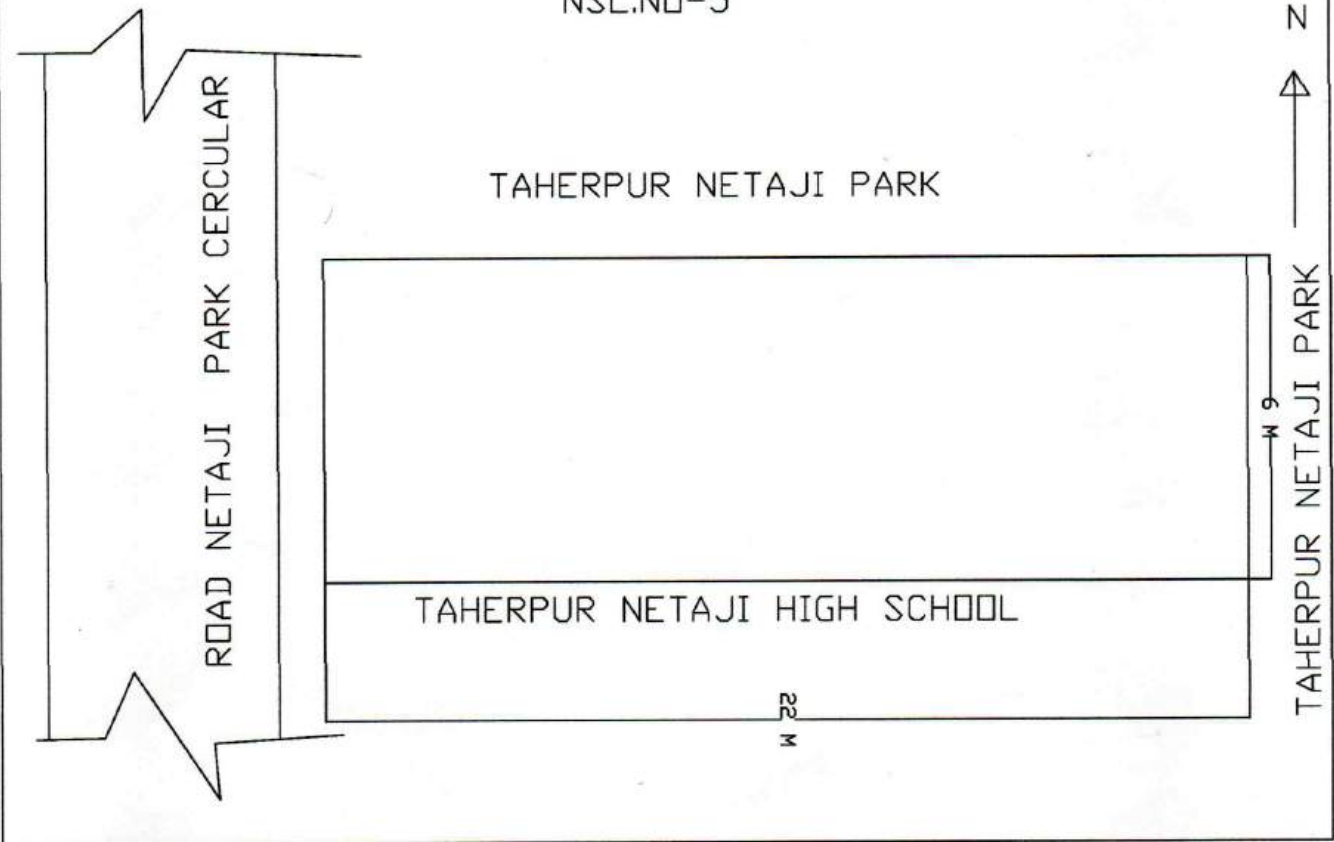 N
TAHERPUR NETAJI PARK
ROAD NETAJI PARK CERCULAR
6 M
TAHERPUR NETAJI PARK
TAHERPUR NETAJI HIGH SCHOOL
22 M